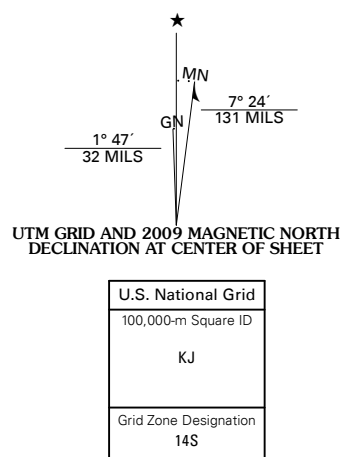 MN
GN
7° 24´
131 MILS
1° 47´
32 MILS
UTM GRID AND 2009 MAGNETIC NORTH
DECLINATION AT CENTER OF SHEET
U.S. National Grid
100,000-m Square ID
KJ
Grid Zone Designation
14S